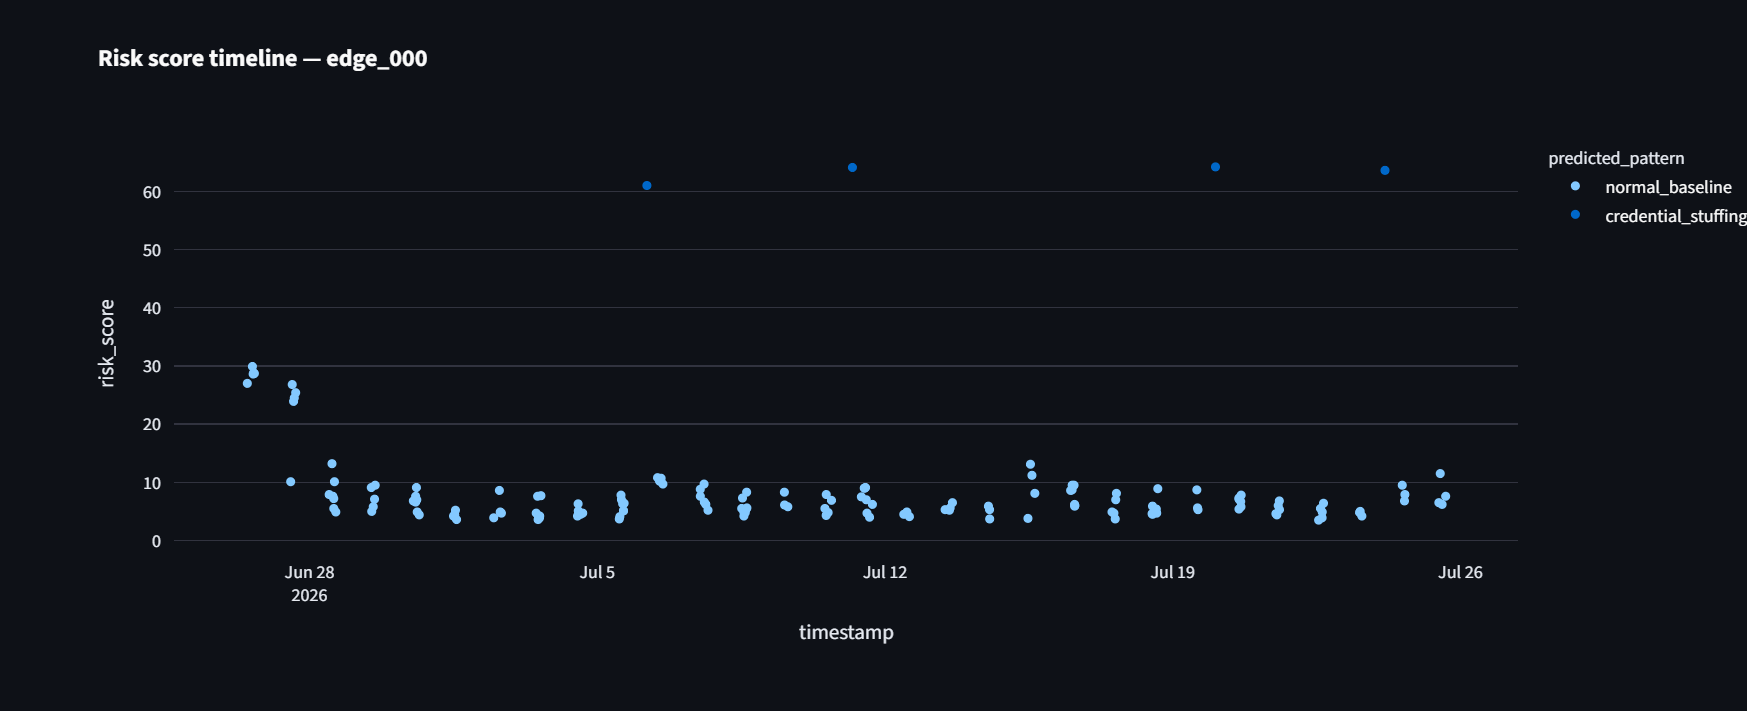 Risk score timeline — edge_000
predicted_pattern
normal_baseline
credential_stuffing
risk_score
60
50
40
30
20
10
0
Jun 28
2026
Jul 5
Jul 12
Jul 19
Jul 26
timestamp